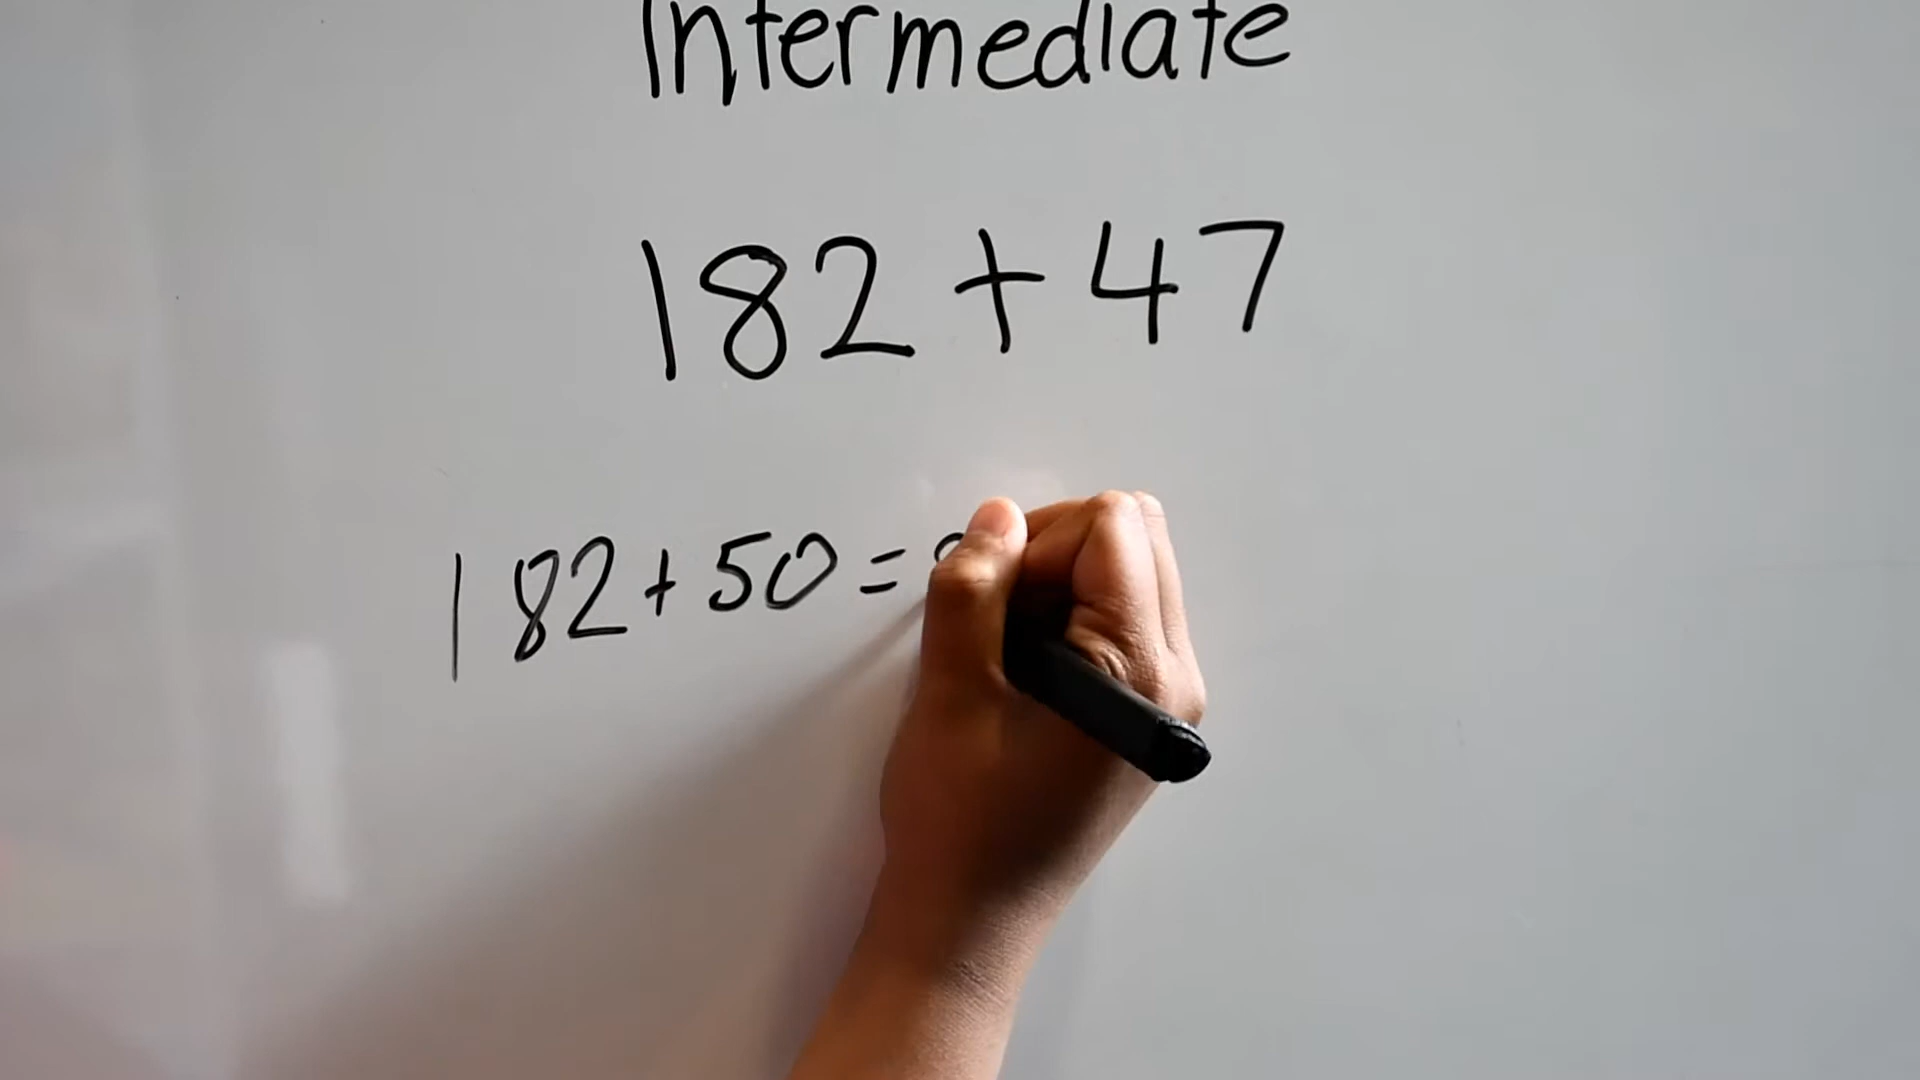 Intermediate
182 + 47
182 + 50 =